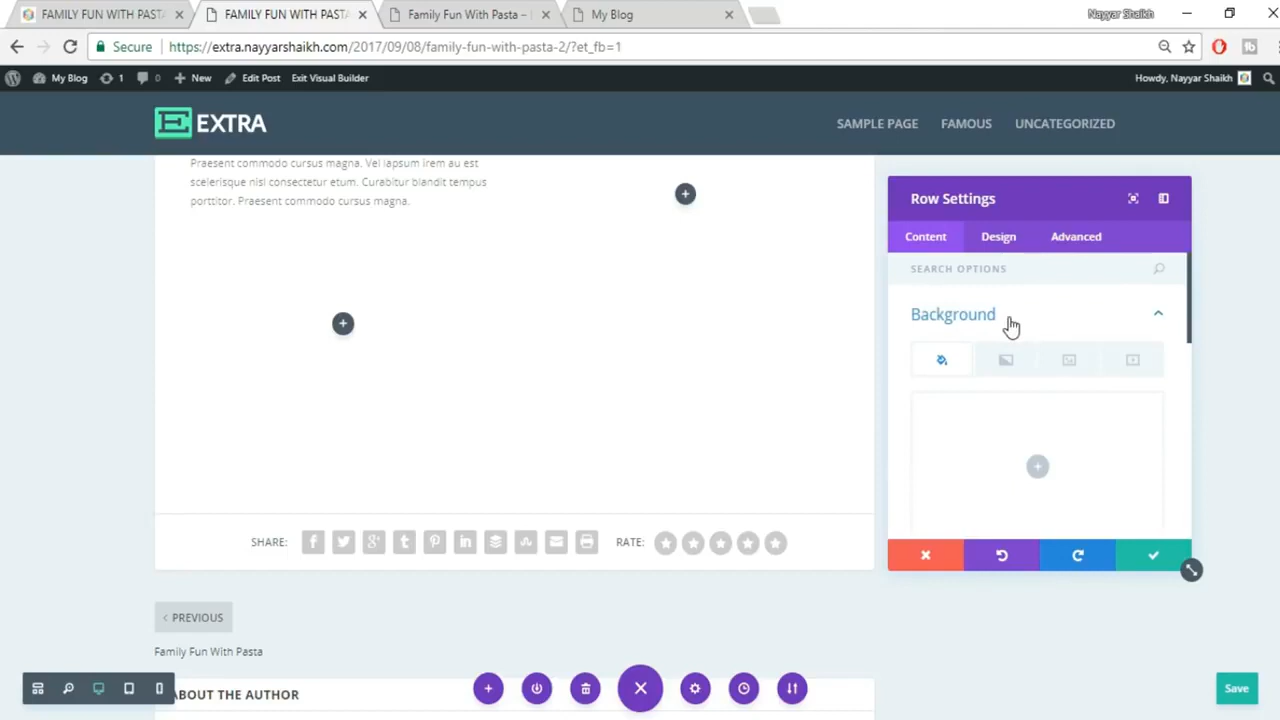 FAMILY FUN WITH PASTA
FAMILY FUN WITH PASTA
Family Fun With Pasta –
My Blog
Nayyar Shaikh
Secure
https://extra.nayyarshaikh.com/2017/09/08/family-fun-with-pasta-2/?et_fb=1
My Blog
1
0
New
Edit Post
Exit Visual Builder
Howdy, Nayyar Shaikh
EXTRA
SAMPLE PAGE
FAMOUS
UNCATEGORIZED
Praesent commodo cursus magna. Vel lapsum irem au est
scelerisque nisl consectetur etum. Curabitur blandit tempus
porttitor. Praesent commodo cursus magna.
Row Settings
Content
Design
Advanced
SEARCH OPTIONS
Background
SHARE:
RATE:
< PREVIOUS
Family Fun With Pasta
ABOUT THE AUTHOR
Save